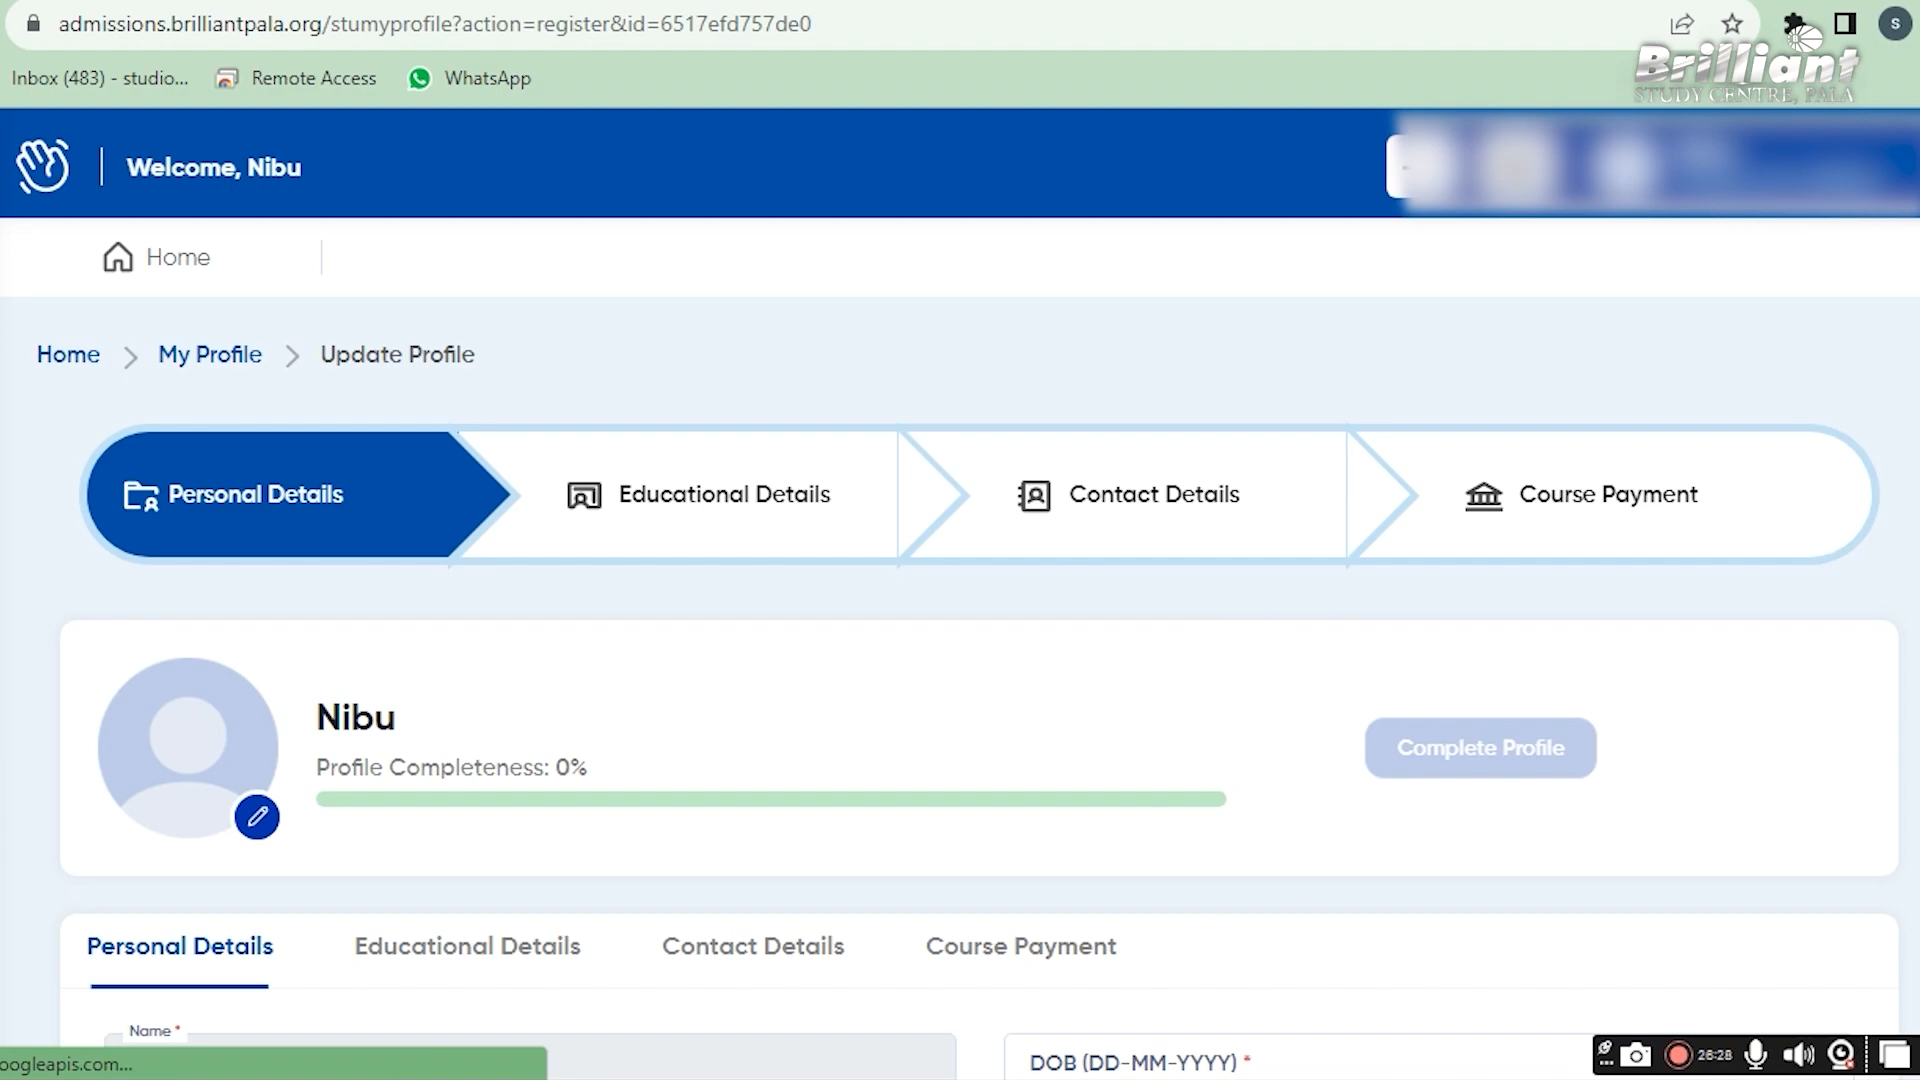 admissions.brilliantpala.org/stumyprofile?action=register&id=6517efd757de0
S
Inbox (483) - studio...
Remote Access
WhatsApp
Brilliant
STUDY CENTRE, PALA
Welcome, Nibu
Home
Home
My Profile
Update Profile
Personal Details
Educational Details
Contact Details
Course Payment
Nibu
Profile Completeness: 0%
Complete Profile
Personal Details
Educational Details
Contact Details
Course Payment
Name *
DOB (DD-MM-YYYY) *
oogleapis.com...
26:28